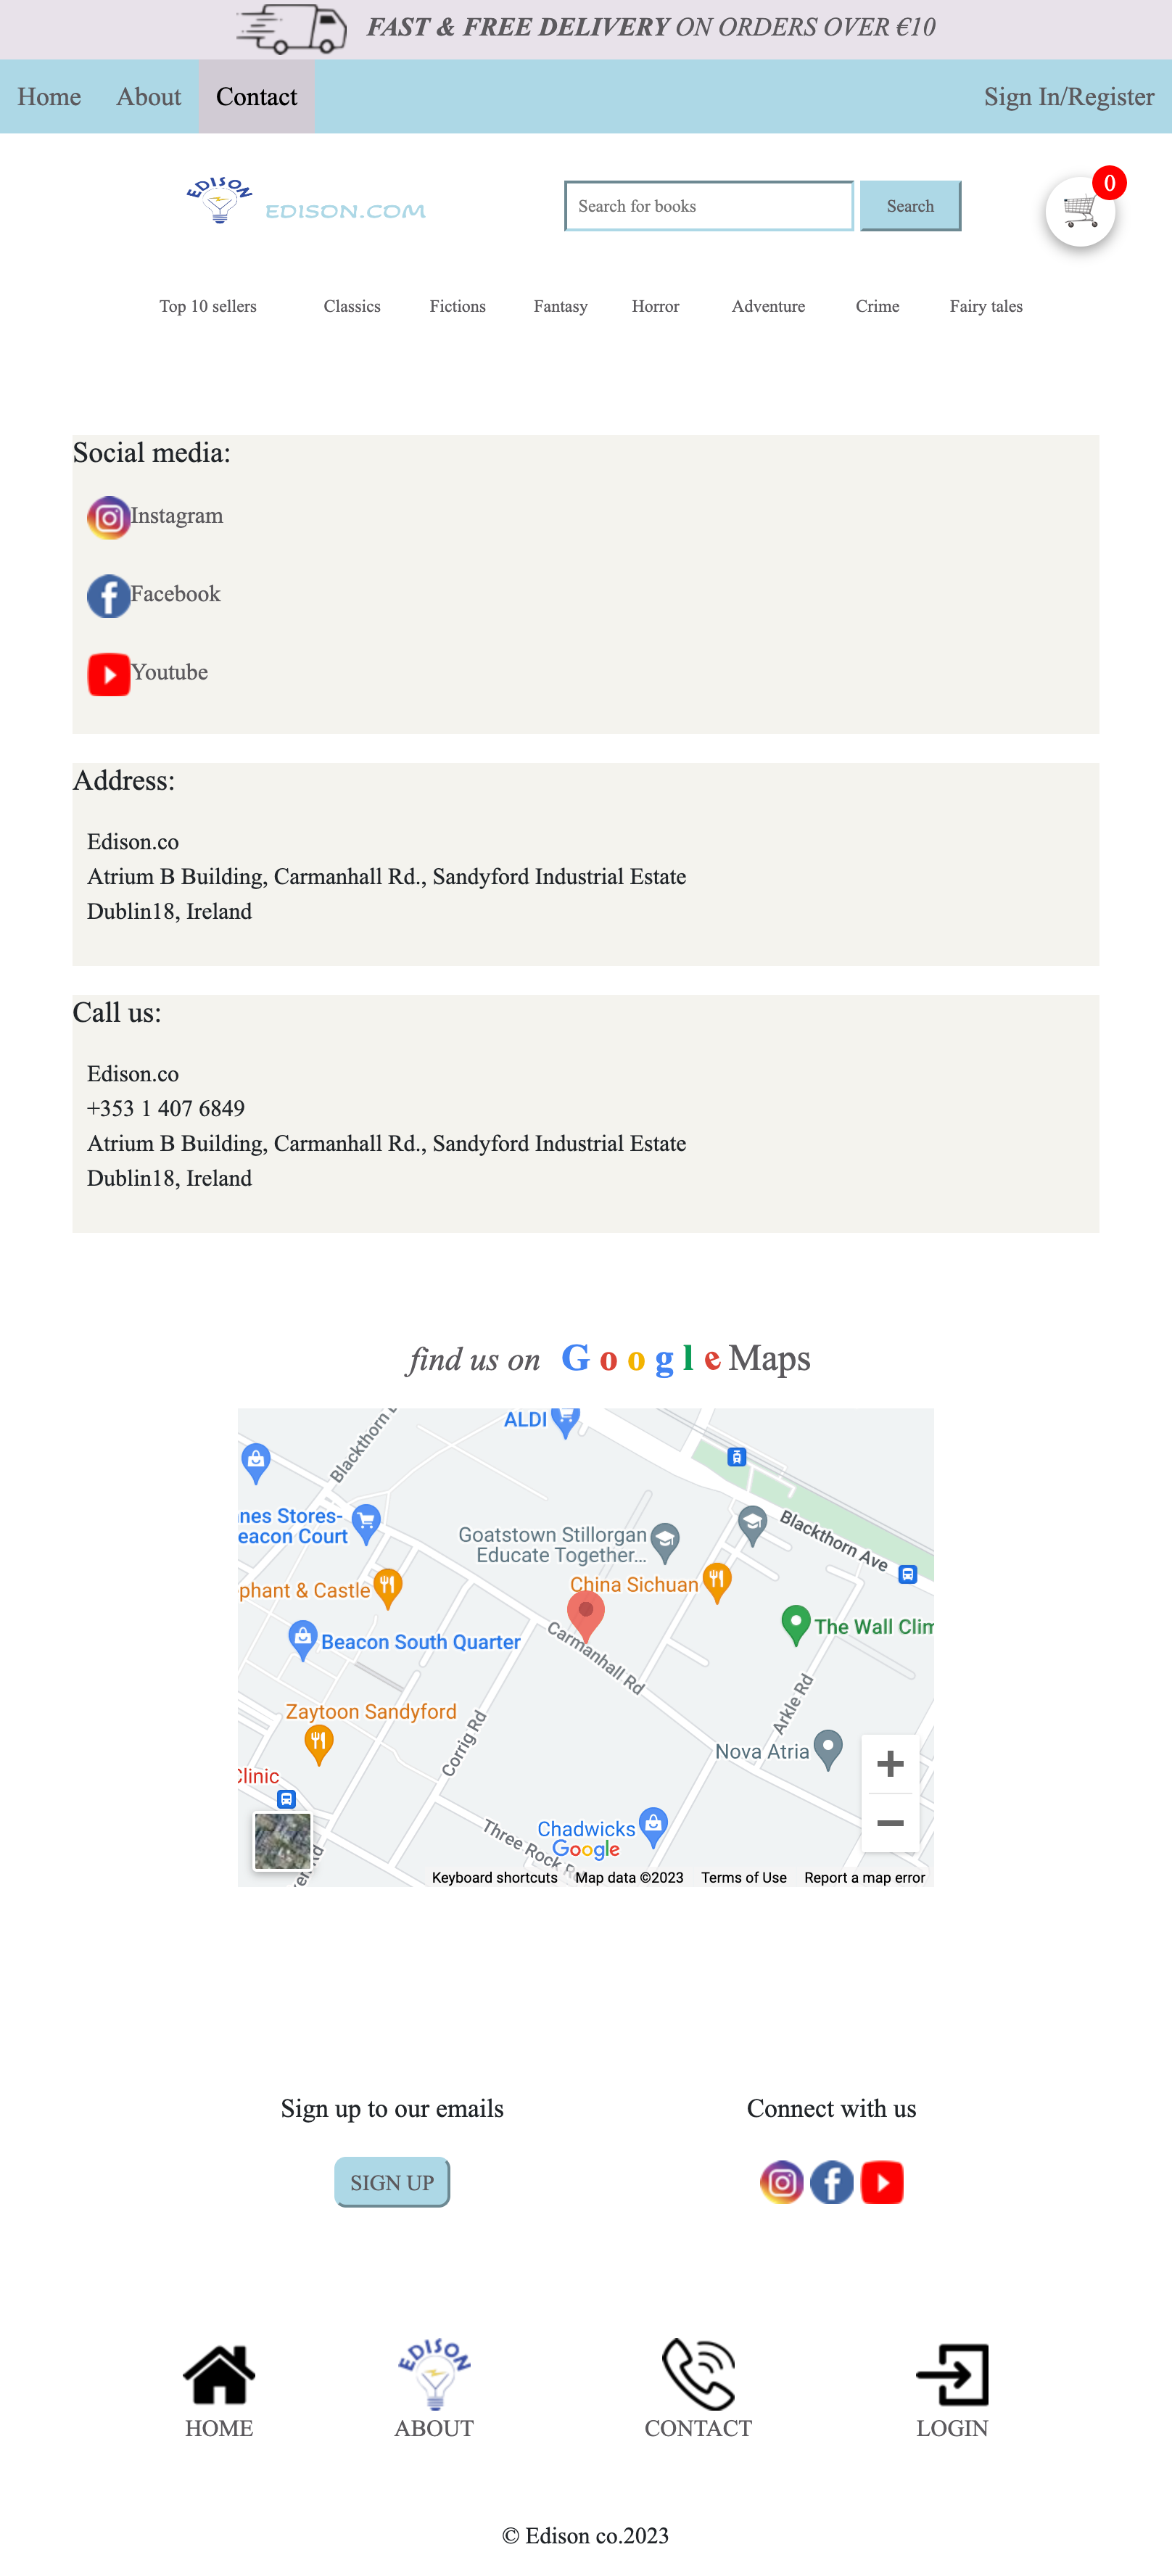 FAST & FREE DELIVERY ON ORDERS OVER €10
Home About Contact Sign In/Register
EDISON EDISON.COM
Search for books Search
0
Top 10 sellers Classics Fictions Fantasy Horror Adventure Crime Fairy tales
Social media:
Instagram
Facebook
Youtube
Address:
Edison.co
Atrium B Building, Carmanhall Rd., Sandyford Industrial Estate
Dublin18, Ireland
Call us:
Edison.co
+353 1 407 6849
Atrium B Building, Carmanhall Rd., Sandyford Industrial Estate
Dublin18, Ireland
find us on Google Maps
ALDI
Blackthorn
nes Stores-
eacon Court
Goatstown Stillorgan
Educate Together...
Blackthorn Ave
phant & Castle
China Sichuan
The Wall Clim
Beacon South Quarter
Carmanhall Rd
Zaytoon Sandyford
Corrig Rd
Arkle Rd
Nova Atria
Clinic
Chadwicks
Three Rock
Google
Keyboard shortcuts Map data ©2023 Terms of Use Report a map error
Sign up to our emails Connect with us
SIGN UP
EDISON
HOME ABOUT CONTACT LOGIN
© Edison co.2023